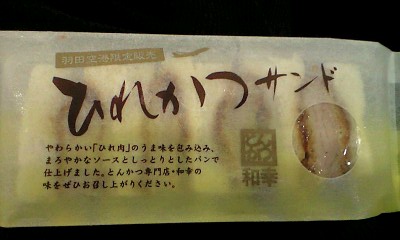 羽田空港限定販売
ひれかつサンド
やわらかい「ひれ肉」のうま味を包み込み、
まろやかなソースとしっとりとしたパンで
仕上げました。とんかつ専門店・和幸の
味をぜひお召し上がりください。
和幸